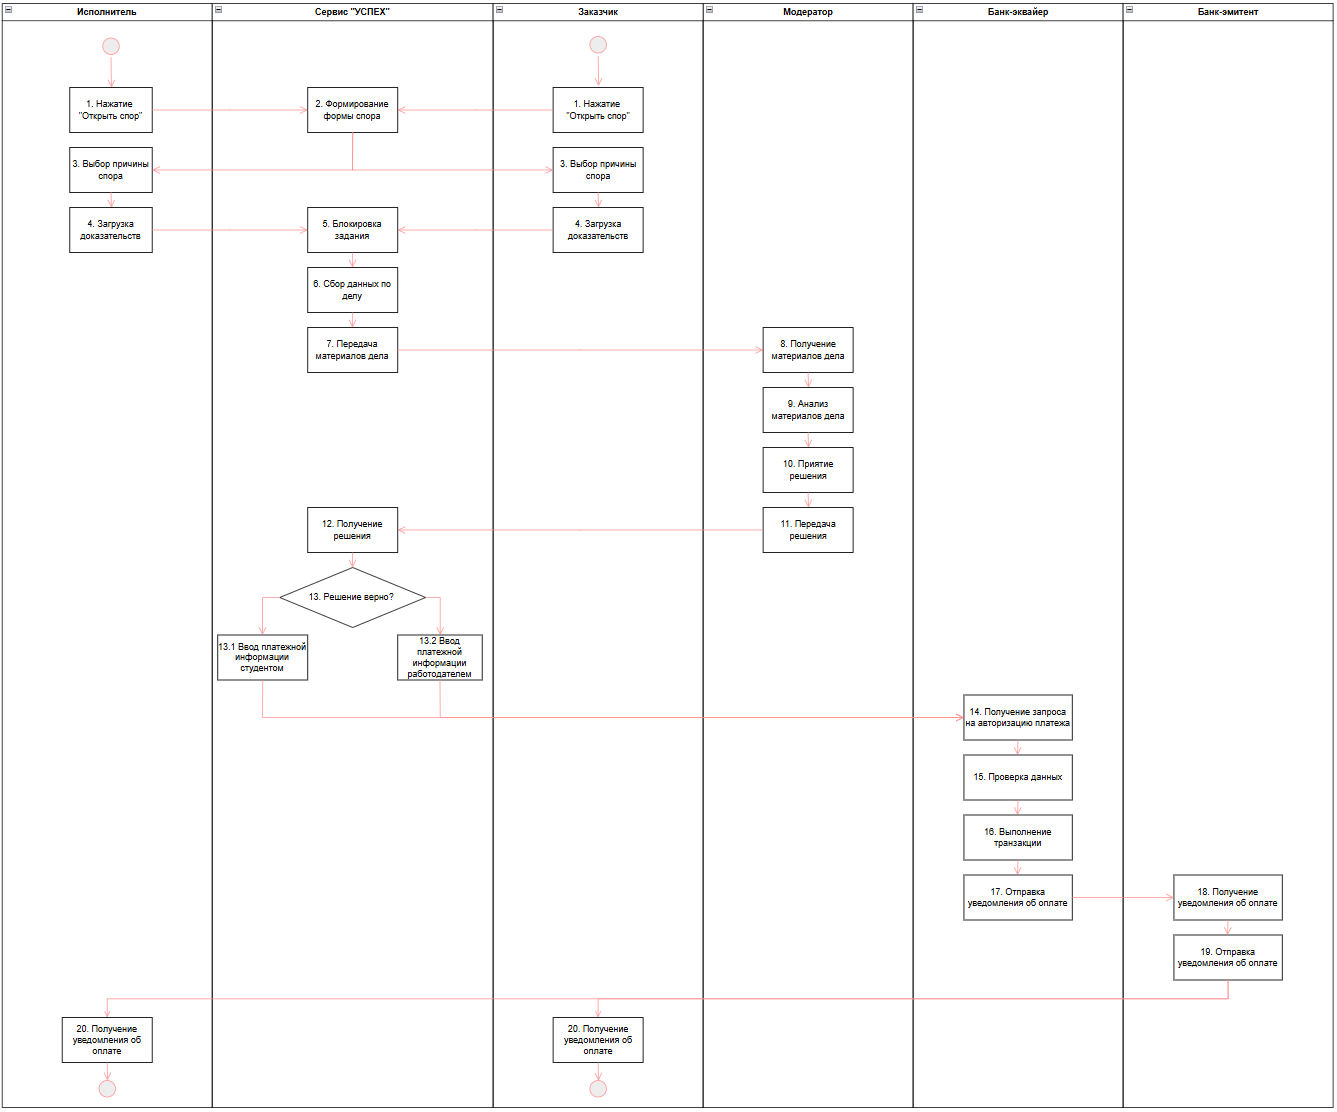 Исполнитель
Сервис "УСПЕХ"
Заказчик
Модератор
Банк-эквайер
Банк-эмитент
1. Нажатие
"Открыть спор"
2. Формирование
формы спора
1. Нажатие
"Открыть спор"
3. Выбор причины
спора
3. Выбор причины
спора
4. Загрузка
доказательств
5. Блокировка
задания
4. Загрузка
доказательств
6. Сбор данных по
делу
7. Передача
материалов дела
8. Получение
материалов дела
9. Анализ
материалов дела
10. Приятие
решения
12. Получение
решения
11. Передача
решения
13. Решение верно?
13.1 Ввод платежной
информации
студентом
13.2 Ввод
платежной
информации
работодателем
14. Получение запроса
на авторизацию платежа
15. Проверка данных
16. Выполнение
транзакции
17. Отправка
уведомления об оплате
18. Получение
уведомления об оплате
19. Отправка
уведомления об оплате
20. Получение
уведомления об
оплате
20. Получение
уведомления об
оплате